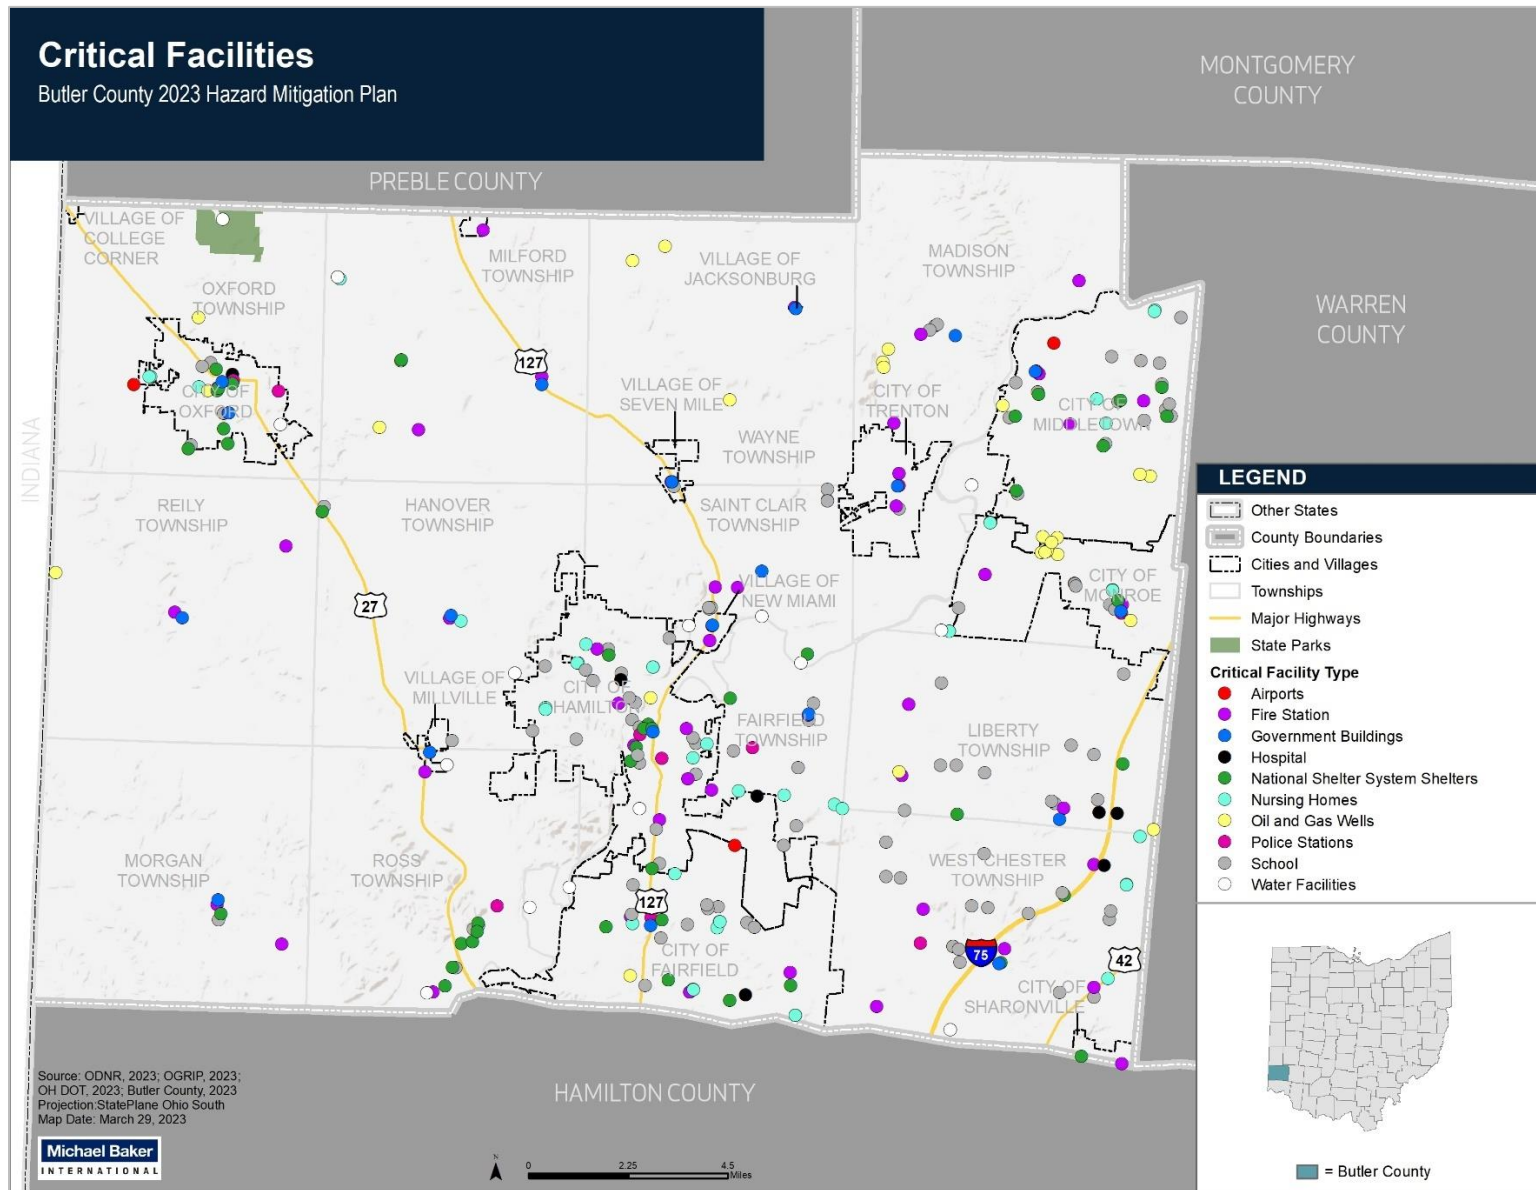 Critical Facilities
Butler County 2023 Hazard Mitigation Plan
MONTGOMERY
COUNTY
PREBLE COUNTY
WARREN
COUNTY
INDIANA
VILLAGE OF
COLLEGE
CORNER
OXFORD
TOWNSHIP
MILFORD
TOWNSHIP
VILLAGE OF
JACKSONBURG
MADISON
TOWNSHIP
127
CITY OF
OXFORD
VILLAGE OF
SEVEN MILE
WAYNE
TOWNSHIP
CITY OF
TRENTON
CITY OF
MIDDLETOWN
REILY
TOWNSHIP
HANOVER
TOWNSHIP
SAINT CLAIR
TOWNSHIP
27
VILLAGE OF
NEW MIAMI
CITY OF
MONROE
VILLAGE OF
MILLVILLE
CITY OF
HAMILTON
FAIRFIELD
TOWNSHIP
LIBERTY
TOWNSHIP
MORGAN
TOWNSHIP
ROSS
TOWNSHIP
WEST CHESTER
TOWNSHIP
127
CITY OF
FAIRFIELD
75
42
CITY OF
SHARONVILLE
HAMILTON COUNTY
LEGEND
Other States
County Boundaries
Cities and Villages
Townships
Major Highways
State Parks
Critical Facility Type
Airports
Fire Station
Government Buildings
Hospital
National Shelter System Shelters
Nursing Homes
Oil and Gas Wells
Police Stations
School
Water Facilities
= Butler County
Source: ODNR, 2023; OGRIP, 2023;
OH DOT, 2023; Butler County, 2023
Projection:StatePlane Ohio South
Map Date: March 29, 2023
Michael Baker
INTERNATIONAL
N
0 2.25 4.5
Miles